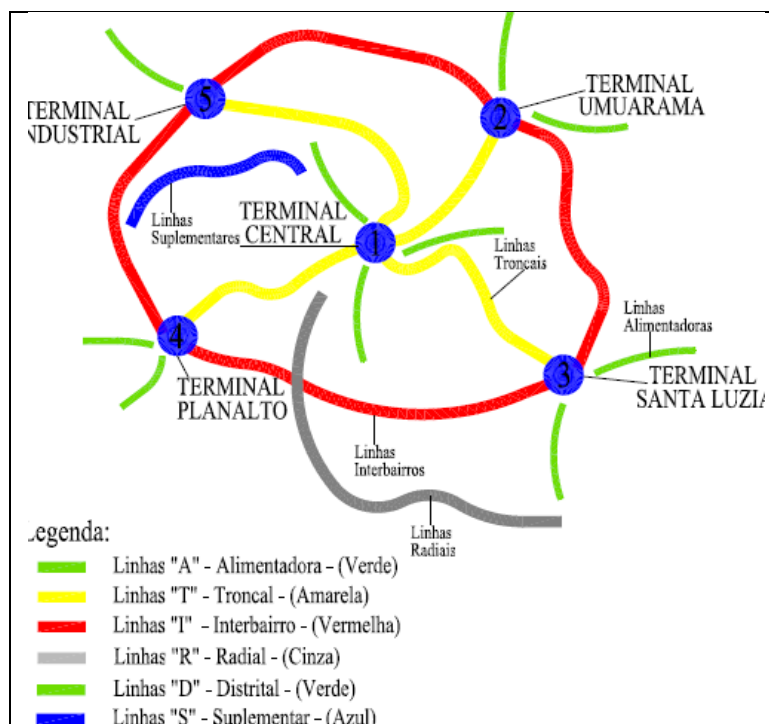 5
TERMINAL
NDUSTRIAL
2
TERMINAL
UMUARAMA
Linhas
Suplementares
TERMINAL
CENTRAL
1
Linhas
Troncais
Linhas
Alimentadoras
4
TERMINAL
PLANALTO
3
TERMINAL
SANTA LUZIA
Linhas
Interbairros
Linhas
Radiais
Legenda:
Linhas "A" - Alimentadora - (Verde)
Linhas "T" - Troncal - (Amarela)
Linhas "I" - Interbairro - (Vermelha)
Linhas "R" - Radial - (Cinza)
Linhas "D" - Distrital - (Verde)
Linhas "S" - Suplementar - (Azul)